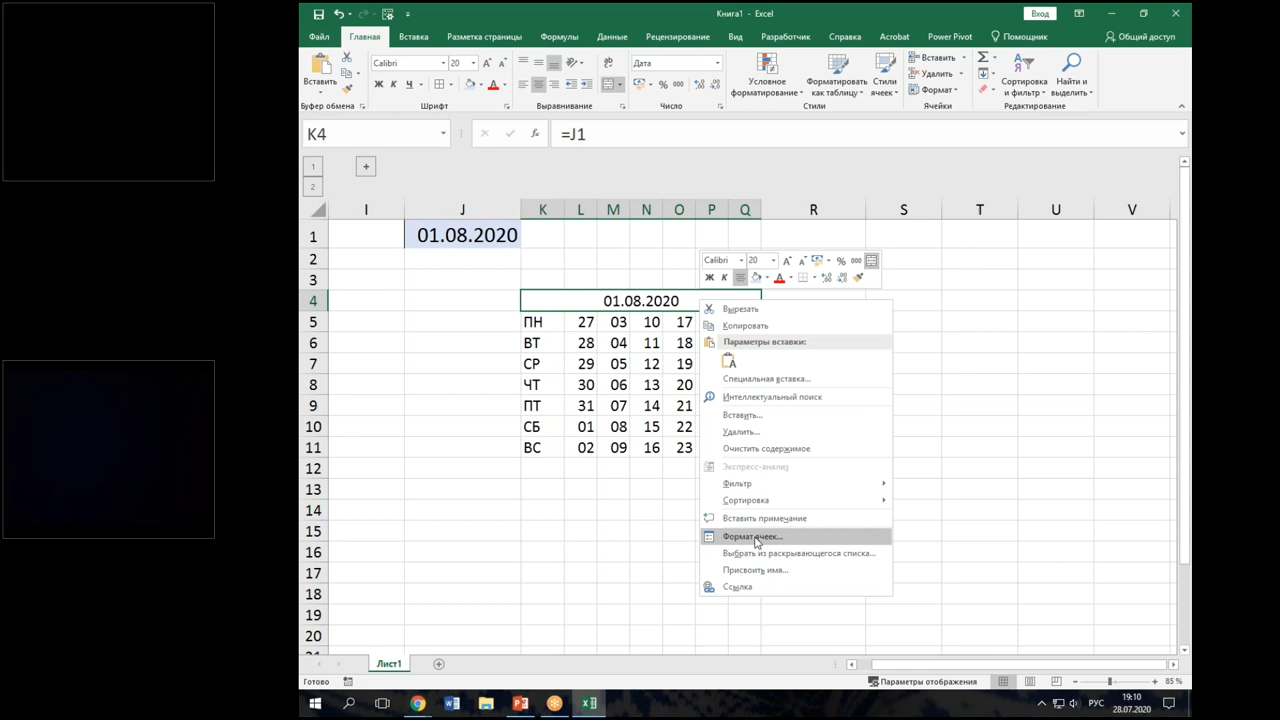 Книга1 - Excel
Вход
Файл Главная Вставка Разметка страницы Формулы Данные Рецензирование Вид Разработчик Справка Acrobat Power Pivot Помощник Общий доступ
Вставить
Calibri 20
Ж К Ч
Дата
% 000
Условное форматирование
Форматировать как таблицу
Стили ячеек
Вставить
Удалить
Формат
Сортировка и фильтр
Найти и выделить
Буфер обмена Шрифт Выравнивание Число Стили Ячейки Редактирование
K4 fx =J1
1
2
I J K L M N O P Q R S T U V
1 01.08.2020
2
3
4 01.08.2020
5 ПН 27 03 10 17
6 ВТ 28 04 11 18
7 СР 29 05 12 19
8 ЧТ 30 06 13 20
9 ПТ 31 07 14 21
10 СБ 01 08 15 22
11 ВС 02 09 16 23
12
13
14
15
16
17
18
19
20
Calibri 20 % 000
Ж К
Вырезать
Копировать
Параметры вставки:
Специальная вставка...
Интеллектуальный поиск
Вставить...
Удалить...
Очистить содержимое
Экспресс-анализ
Фильтр
Сортировка
Вставить примечание
Формат ячеек...
Выбрать из раскрывающегося списка...
Присвоить имя...
Ссылка
Лист1
Готово Параметры отображения 85 %
РУС
19:10
28.07.2020